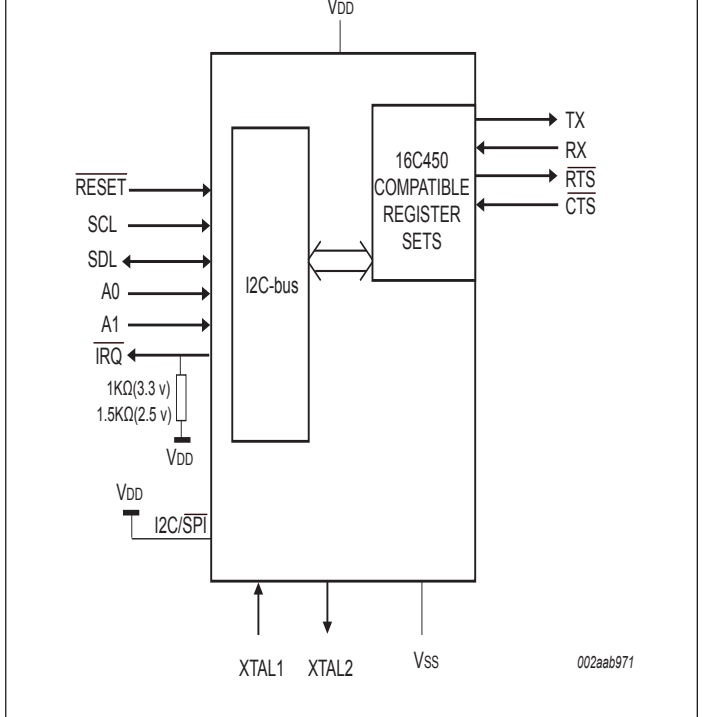 VDD
16C450
COMPATIBLE
REGISTER
SETS
TX
RX
RTS
CTS
RESET
SCL
SDL
A0
A1
IRQ
I2C-bus
1KΩ(3.3 v)
1.5KΩ(2.5 v)
VDD
VDD
I2C/SPI
XTAL1
XTAL2
VSS
002aab971